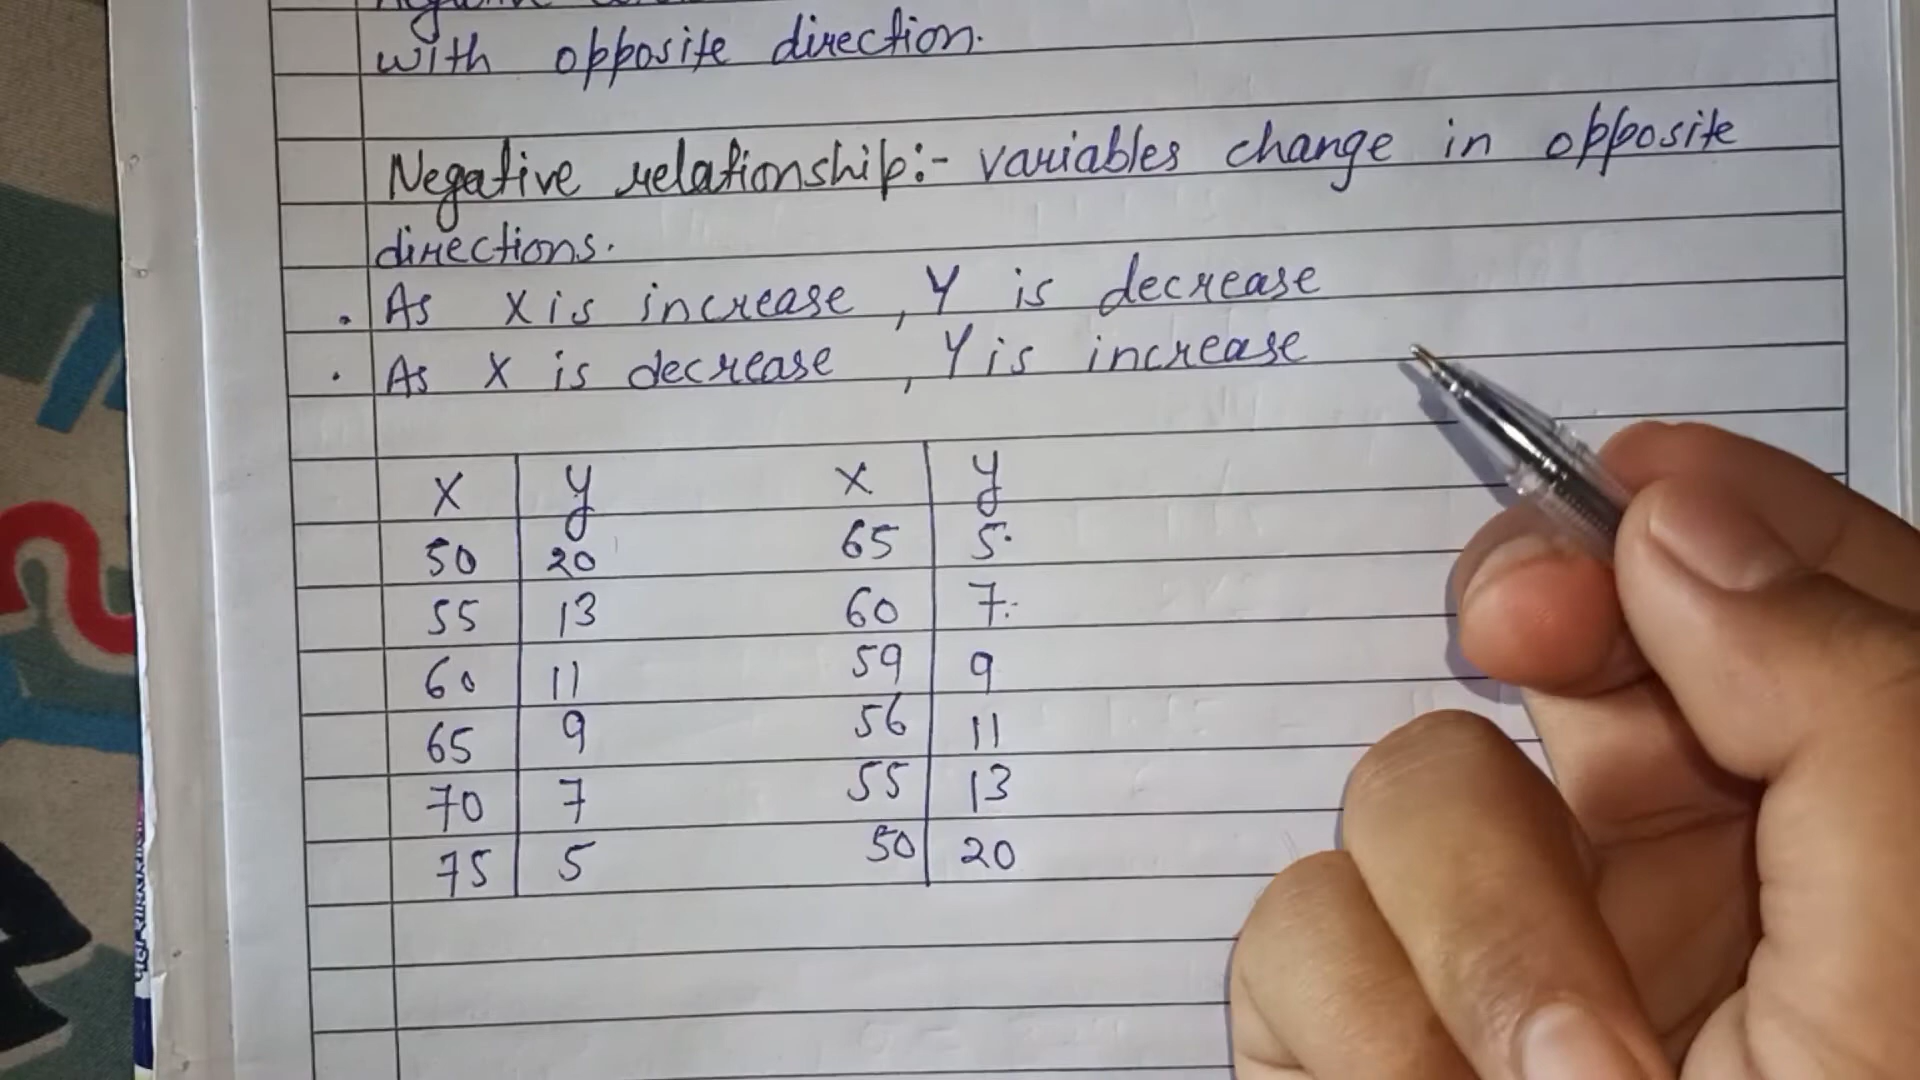 with opposite direction.
Negative relationship:- variables change in opposite
directions.
. As X is increase, Y is decrease
. As X is decrease, Y is increase
X y X y
50 20 65 5
55 13 60 7
60 11 59 9
65 9 56 11
70 7 55 13
75 5 50 20